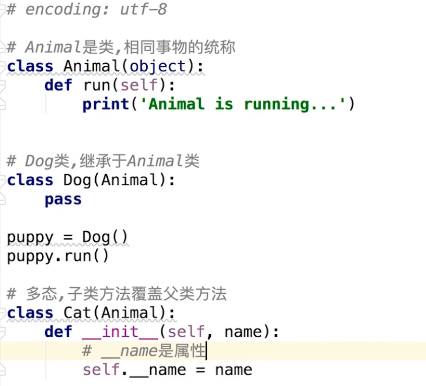 # encoding: utf-8
# Animal是类,相同事物的统称
class Animal(object):
    def run(self):
        print('Animal is running...')
# Dog类,继承于Animal类
class Dog(Animal):
    pass
puppy = Dog()
puppy.run()
# 多态,子类方法覆盖父类方法
class Cat(Animal):
    def __init__(self, name):
        # __name是属性
        self.__name = name